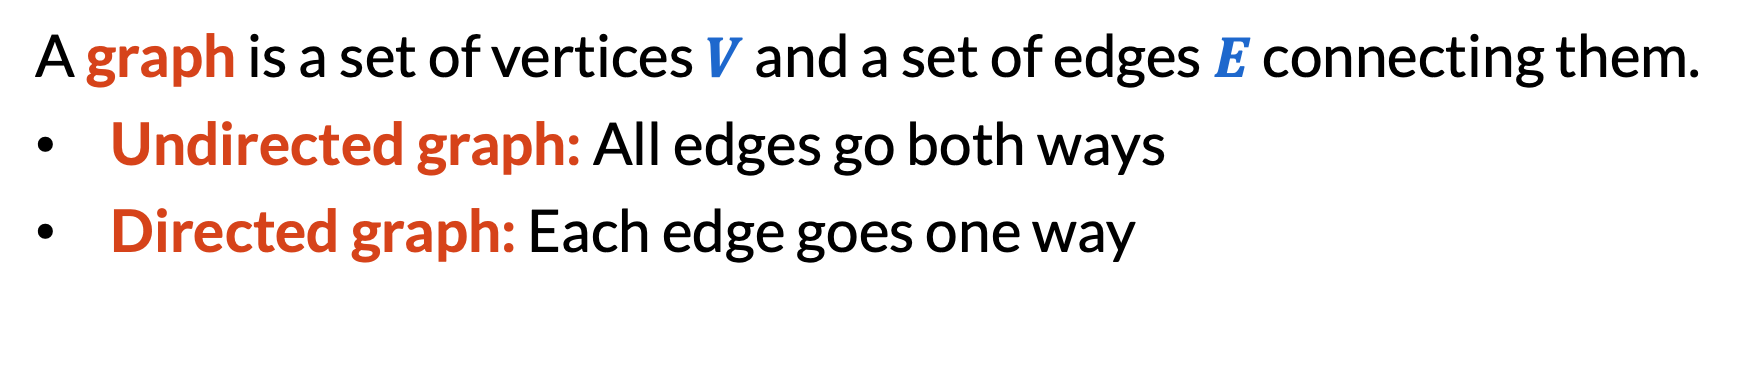 A graph is a set of vertices V and a set of edges E connecting them.
• Undirected graph: All edges go both ways
• Directed graph: Each edge goes one way